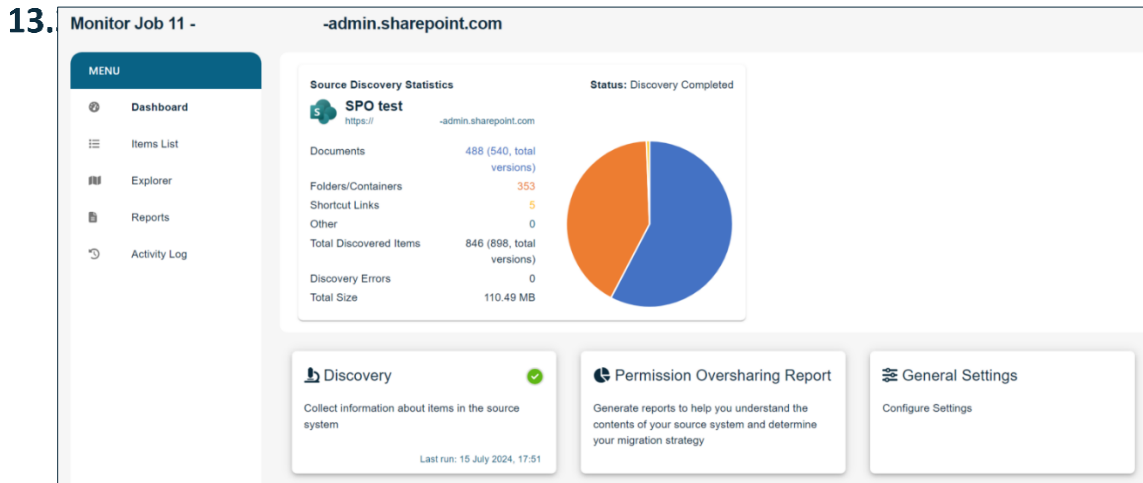 13.
Monitor Job 11 - -admin.sharepoint.com
MENU
Dashboard
Items List
Explorer
Reports
Activity Log
Source Discovery Statistics
Status: Discovery Completed
S
SPO test
https:// -admin.sharepoint.com
Documents 488 (540, total
versions)
Folders/Containers 353
Shortcut Links 5
Other 0
Total Discovered Items 846 (898, total
versions)
Discovery Errors 0
Total Size 110.49 MB
Discovery
Collect information about items in the source
system
Last run: 15 July 2024, 17:51
Permission Oversharing Report
Generate reports to help you understand the
contents of your source system and determine
your migration strategy
General Settings
Configure Settings